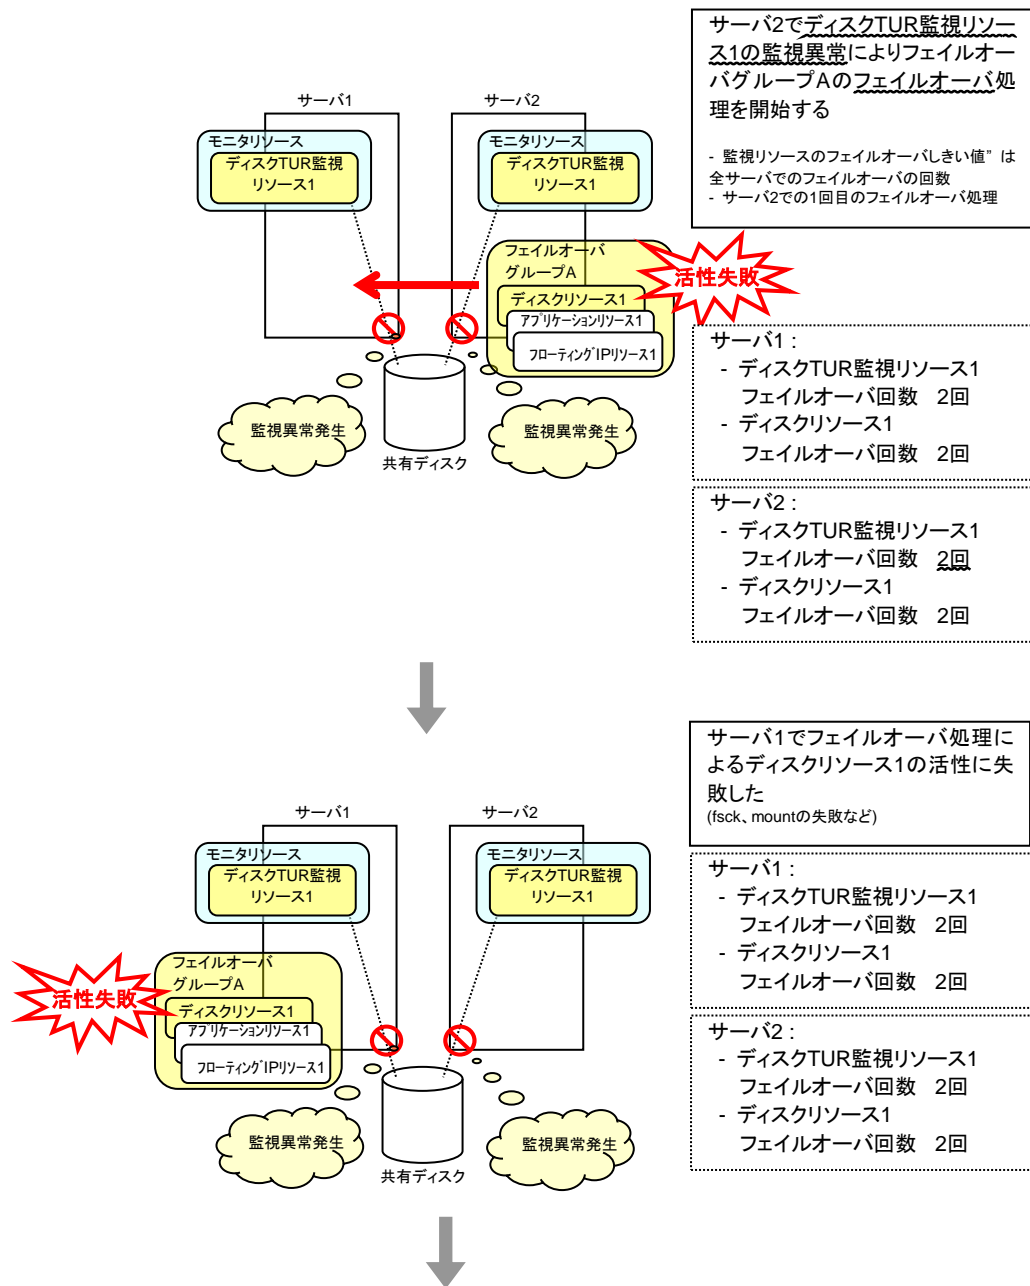 サーバ2でディスクTUR監視リソー
ス1の監視異常によりフェイルオー
バグループAのフェイルオーバ処
理を開始する
- 監視リソースのフェイルオーバしきい値” は
全サーバでのフェイルオーバの回数
- サーバ2での1回目のフェイルオーバ処理
サーバ1
サーバ2
モニタリソース
ディスクTUR監視
リソース1
モニタリソース
ディスクTUR監視
リソース1
フェイルオーバ
グループA
ディスクリソース1
アプリケーションリソース1
フローティングIPリソース1
活性失敗
監視異常発生
監視異常発生
共有ディスク
サーバ1 :
- ディスクTUR監視リソース1
フェイルオーバ回数 2回
- ディスクリソース1
フェイルオーバ回数 2回
サーバ2 :
- ディスクTUR監視リソース1
フェイルオーバ回数 2回
- ディスクリソース1
フェイルオーバ回数 2回
サーバ1でフェイルオーバ処理に
よるディスクリソース1の活性に失
敗した
(fsck、mountの失敗など)
サーバ1
サーバ2
モニタリソース
ディスクTUR監視
リソース1
モニタリソース
ディスクTUR監視
リソース1
フェイルオーバ
グループA
ディスクリソース1
アプリケーションリソース1
フローティングIPリソース1
活性失敗
監視異常発生
監視異常発生
共有ディスク
サーバ1 :
- ディスクTUR監視リソース1
フェイルオーバ回数 2回
- ディスクリソース1
フェイルオーバ回数 2回
サーバ2 :
- ディスクTUR監視リソース1
フェイルオーバ回数 2回
- ディスクリソース1
フェイルオーバ回数 2回